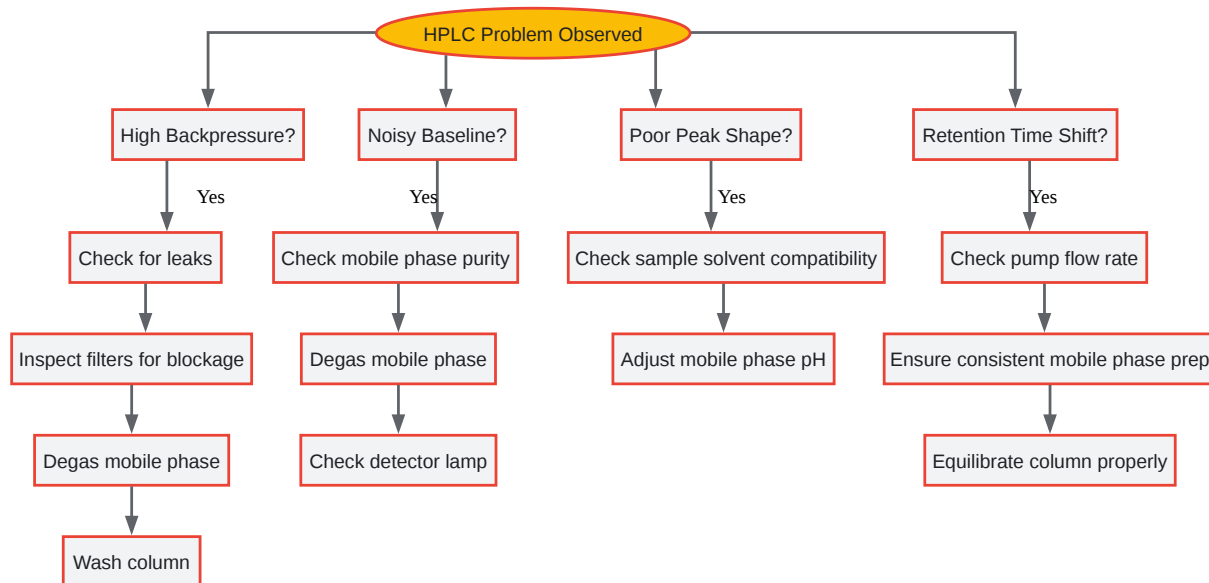 HPLC Problem Observed
High Backpressure?
Noisy Baseline?
Poor Peak Shape?
Retention Time Shift?
Yes
Yes
Yes
Yes
Check for leaks
Check mobile phase purity
Check sample solvent compatibility
Check pump flow rate
Inspect filters for blockage
Degas mobile phase
Adjust mobile phase pH
Ensure consistent mobile phase prep
Degas mobile phase
Check detector lamp
Equilibrate column properly
Wash column